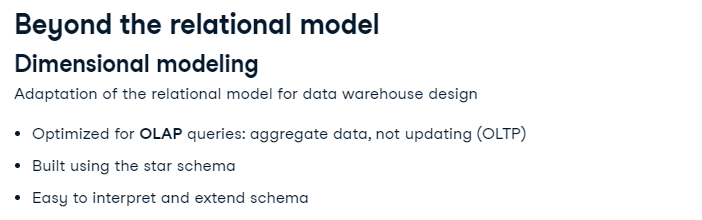 Beyond the relational model
Dimensional modeling
Adaptation of the relational model for data warehouse design
• Optimized for OLAP queries: aggregate data, not updating (OLTP)
• Built using the star schema
• Easy to interpret and extend schema